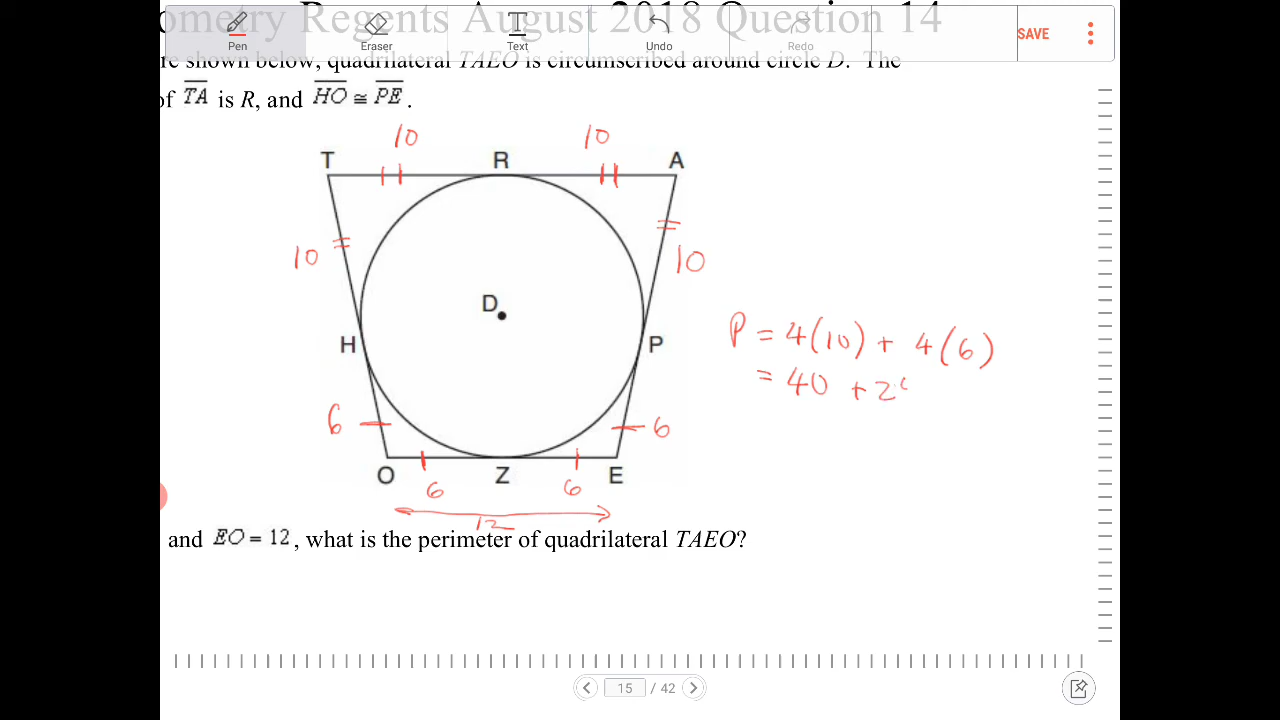 ometry Regents August 2018 Question 14
Pen Eraser Text Undo Redo SAVE
re shown below, quadrilateral TAEO is circumscribed around circle D. The
of TA is R, and HO ≅ PE.
10 10
T R A
10 10
D
H P
P = 4(10) + 4(6)
= 40 + 2
6 6
O Z E
6 6
12
and EO = 12, what is the perimeter of quadrilateral TAEO?
15 / 42